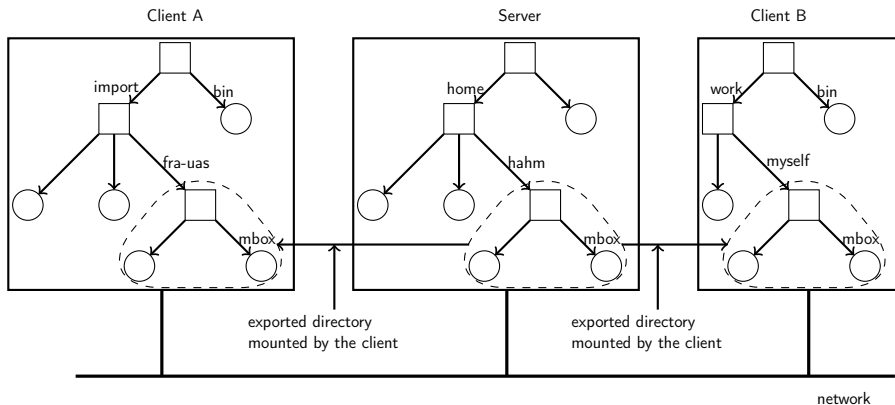 Client A
Server
Client B
import
bin
home
work
bin
fra-uas
hahm
myself
mbox
mbox
mbox
exported directory
mounted by the client
exported directory
mounted by the client
network